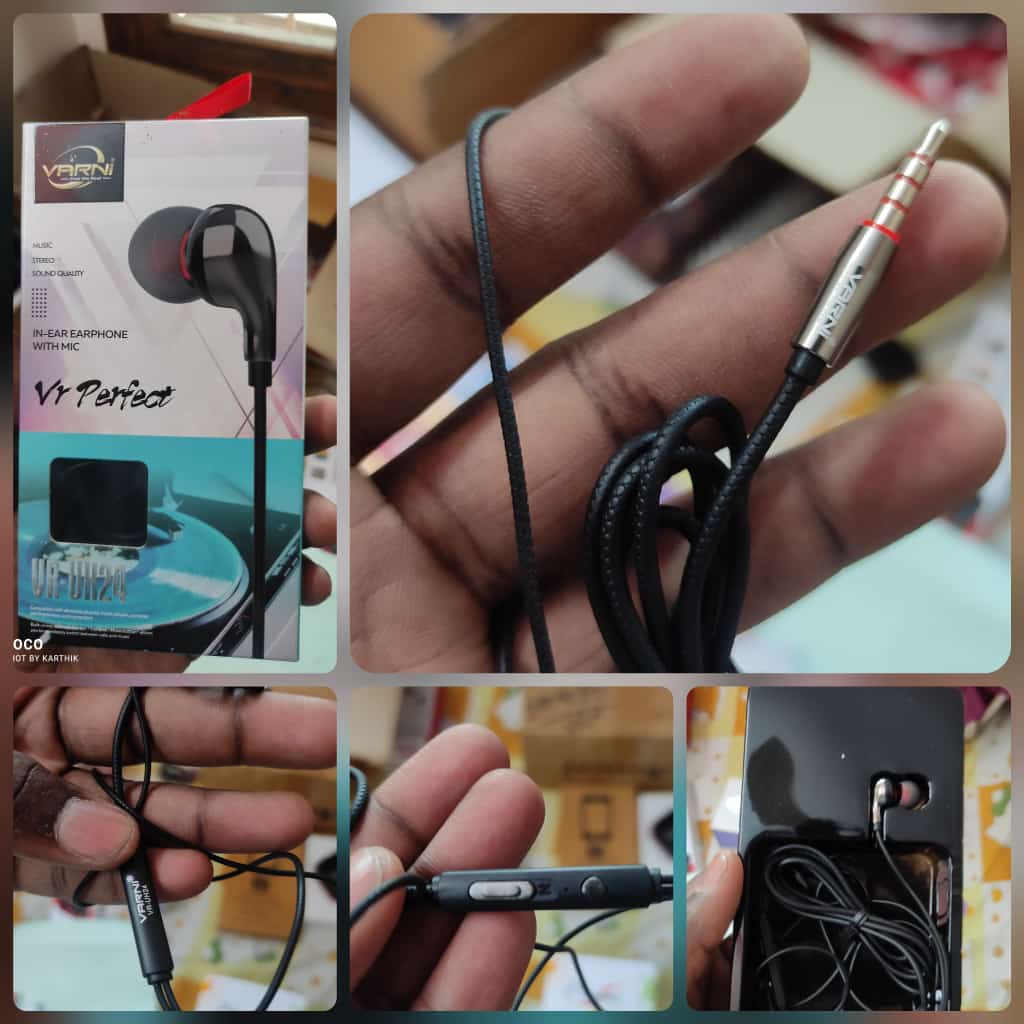 VARNi
MUSIC
STEREO
SOUND QUALITY
IN-EAR EARPHONE
WITH MIC
Vr Perfect
VR-UH24
OCO
OT BY KARTHIK
VARNI
VARNI
VR-UH24